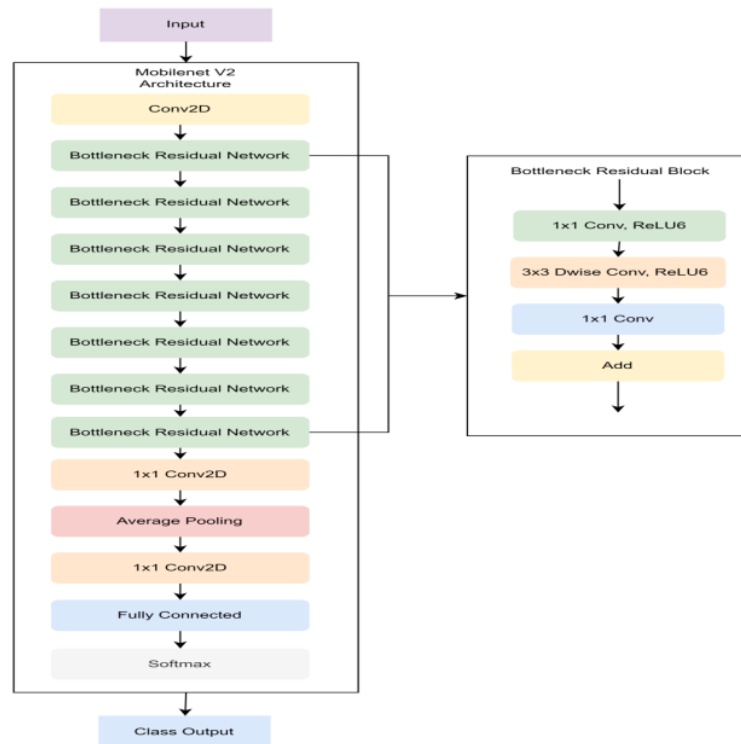 Input
Mobilenet V2
Architecture
Conv2D
Bottleneck Residual Network
Bottleneck Residual Network
Bottleneck Residual Network
Bottleneck Residual Network
Bottleneck Residual Network
Bottleneck Residual Network
Bottleneck Residual Network
1x1 Conv2D
Average Pooling
1x1 Conv2D
Fully Connected
Softmax
Class Output
Bottleneck Residual Block
1x1 Conv, ReLU6
3x3 Dwise Conv, ReLU6
1x1 Conv
Add